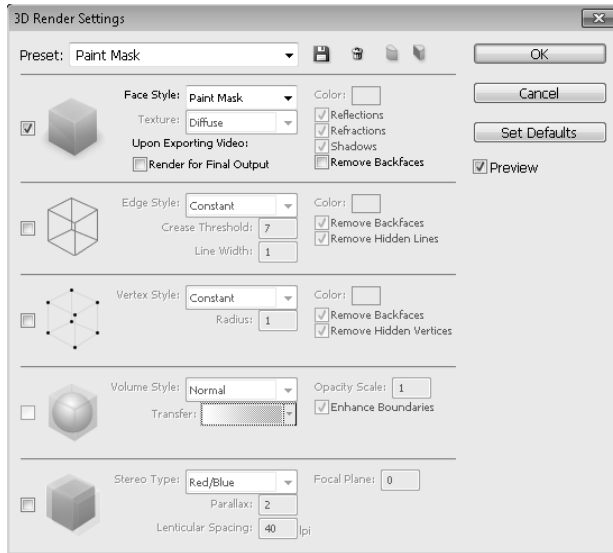 3D Render Settings
Preset: Paint Mask
OK
Cancel
Set Defaults
Preview
Face Style: Paint Mask
Texture: Diffuse
Upon Exporting Video:
Render for Final Output
Color:
Reflections
Refractions
Shadows
Remove Backfaces
Edge Style: Constant
Crease Threshold: 7
Line Width: 1
Color:
Remove Backfaces
Remove Hidden Lines
Vertex Style: Constant
Radius: 1
Color:
Remove Backfaces
Remove Hidden Vertices
Volume Style: Normal
Transfer:
Opacity Scale: 1
Enhance Boundaries
Stereo Type: Red/Blue
Parallax: 2
Lenticular Spacing: 40 lpi
Focal Plane: 0